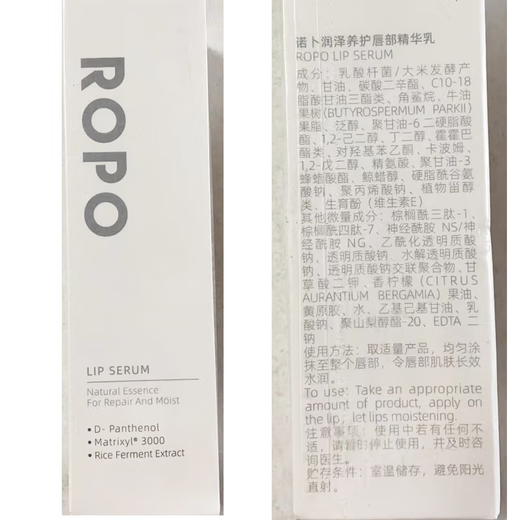 ROPO
LIP SERUM
Natural Essence
For Repair And Moist
• D- Panthenol
• Matrixyl® 3000
• Rice Ferment Extract
诺卜润泽养护唇部精华乳
ROPO LIP SERUM
成分：乳酸杆菌/大米发酵产
物、甘油、碳酸二辛酯、C10-18
脂酸甘油三酯类、角鲨烷、牛油
果树(BUTYROSPERMUM PARKII)
果脂、泛醇、聚甘油-6 二硬脂酸
酯、1,2-己二醇、丁二醇、霍霍巴
酯类、对羟基苯乙酮、卡波姆、
1,2-戊二醇、精氨酸、聚甘油-3
蜂蜡酸酯、鲸蜡醇、硬脂酰谷氨
酸钠、聚丙烯酸钠、植物甾醇
类、生育酚（维生素E）
其他微量成分：棕榈酰三肽-1、
棕榈酰四肽-7、神经酰胺 NS/神
经酰胺 NG、乙酰化透明质酸
钠、透明质酸钠、水解透明质酸
钠、透明质酸钠交联聚合物、甘
草酸二钾、香柠檬（CITRUS
AURANTIUM BERGAMIA）果油、
黄原胶、水、乙基己基甘油、乳
酸钠、聚山梨醇酯-20、EDTA 二
钠
使用方法：取适量产品，均匀涂
抹至整个唇部，令唇部肌肤长效
水润。
To use: Take an appropriate
amount of product, apply on
the lip, let lips moistening.
注意事项：使用中若有任何不
适，请暂时停止使用，并及时咨
询医生。
贮存条件：室温储存，避免阳光
直射。